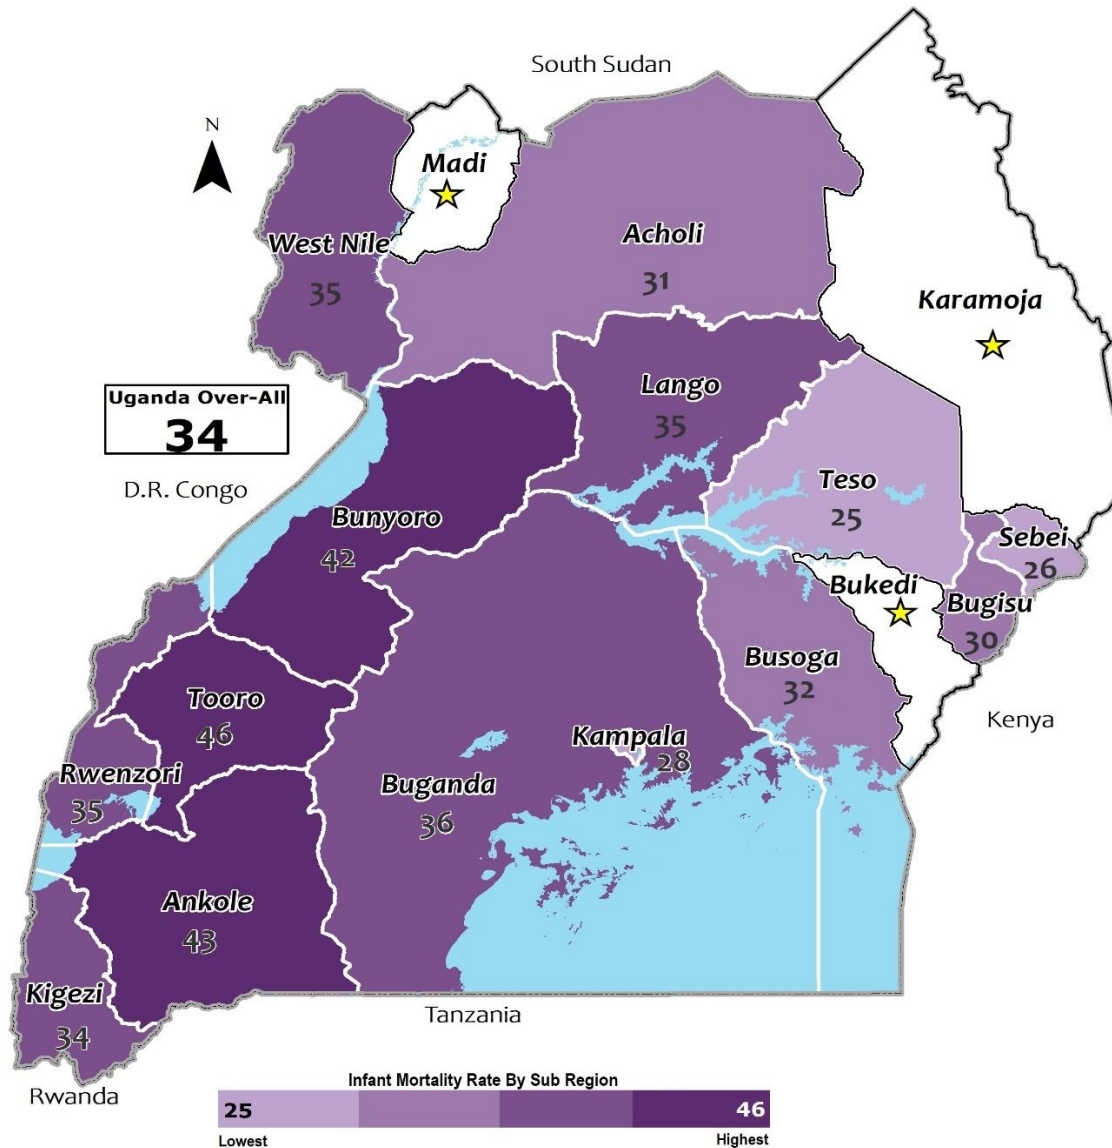 South Sudan
N
Madi
West Nile
35
Acholi
31
Karamoja
Uganda Over-All
34
Lango
35
D.R. Congo
Teso
25
Bunyoro
42
Sebei
26
Bukedi
Bugisu
30
Busoga
32
Tooro
46
Kenya
Kampala
28
Rwenzori
35
Buganda
36
Ankole
43
Kigezi
34
Tanzania
Rwanda
Infant Mortality Rate By Sub Region
25
46
Lowest
Highest